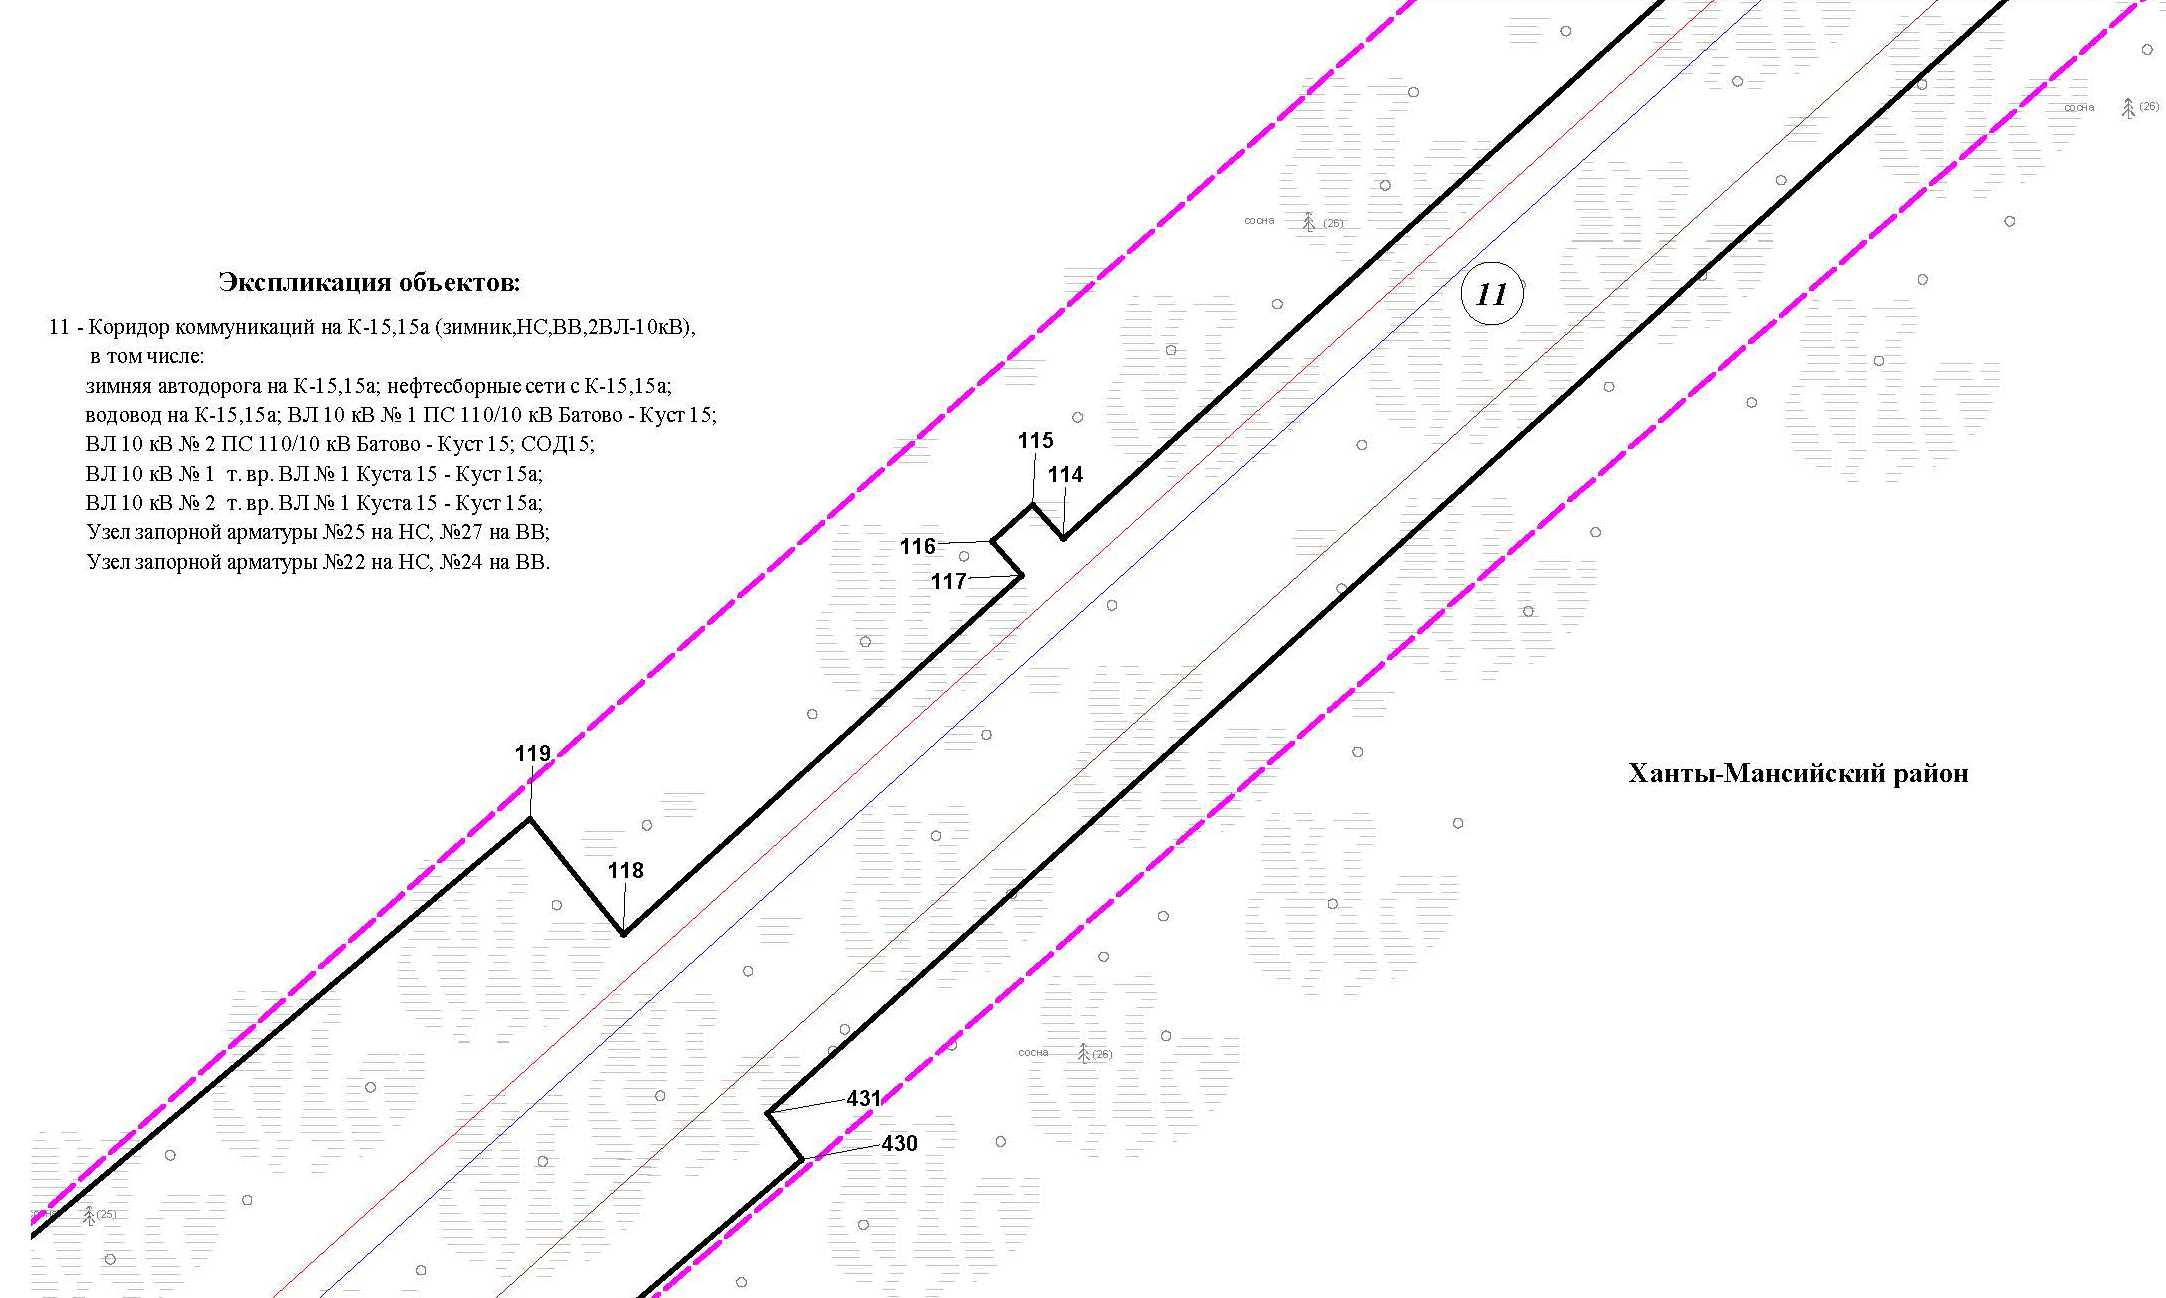 сосна (26)
сосна (26)
Экспликация объектов:
11
11 - Коридор коммуникаций на К-15,15а (зимник,НС,ВВ,2ВЛ-10кВ),
в том числе:
зимняя автодорога на К-15,15а; нефтесборные сети с К-15,15а;
водовод на К-15,15а; ВЛ 10 кВ № 1 ПС 110/10 кВ Батово - Куст 15;
ВЛ 10 кВ № 2 ПС 110/10 кВ Батово - Куст 15; СОД15;
ВЛ 10 кВ № 1 т. вр. ВЛ № 1 Куста 15 - Куст 15а;
ВЛ 10 кВ № 2 т. вр. ВЛ № 1 Куста 15 - Куст 15а;
Узел запорной арматуры №25 на НС, №27 на ВВ;
Узел запорной арматуры №22 на НС, №24 на ВВ.
115
114
116
117
119
Ханты-Мансийский район
118
сосна (26)
431
430
(25)